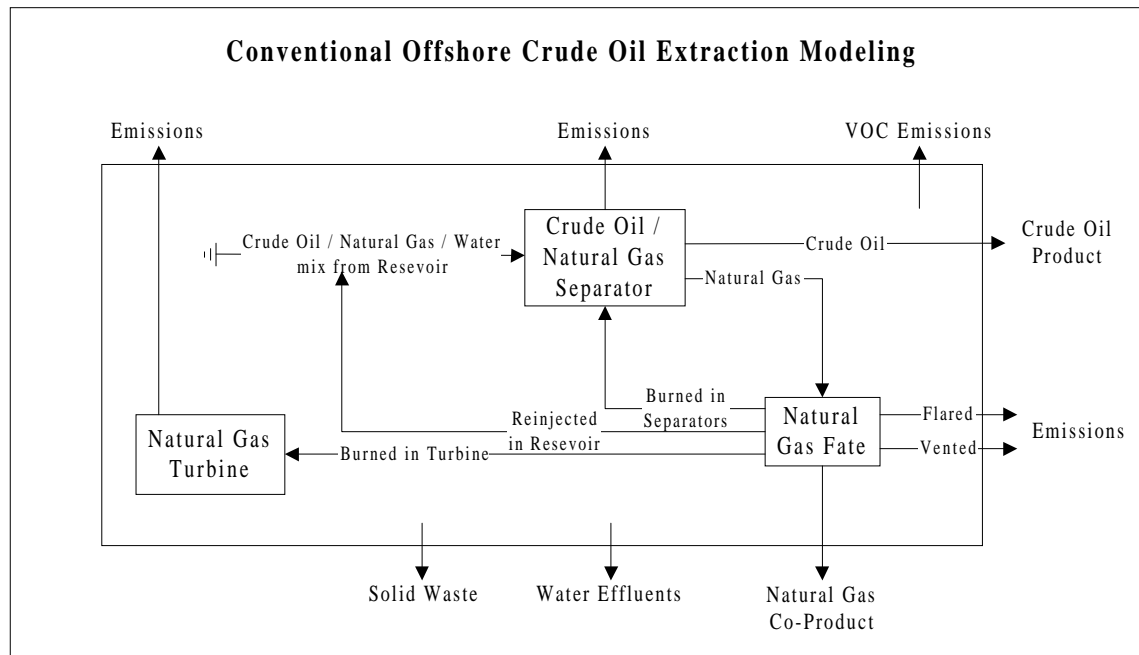 Conventional Offshore Crude Oil Extraction Modeling
Emissions
Emissions
VOC Emissions
Crude Oil / Natural Gas / Water
mix from Resevoir
Crude Oil /
Natural Gas
Separator
Crude Oil
Crude Oil
Product
Natural Gas
Burned in
Separators
Reinjected
in Resevoir
Burned in Turbine
Natural Gas
Turbine
Natural
Gas Fate
Flared
Vented
Emissions
Solid Waste
Water Effluents
Natural Gas
Co-Product